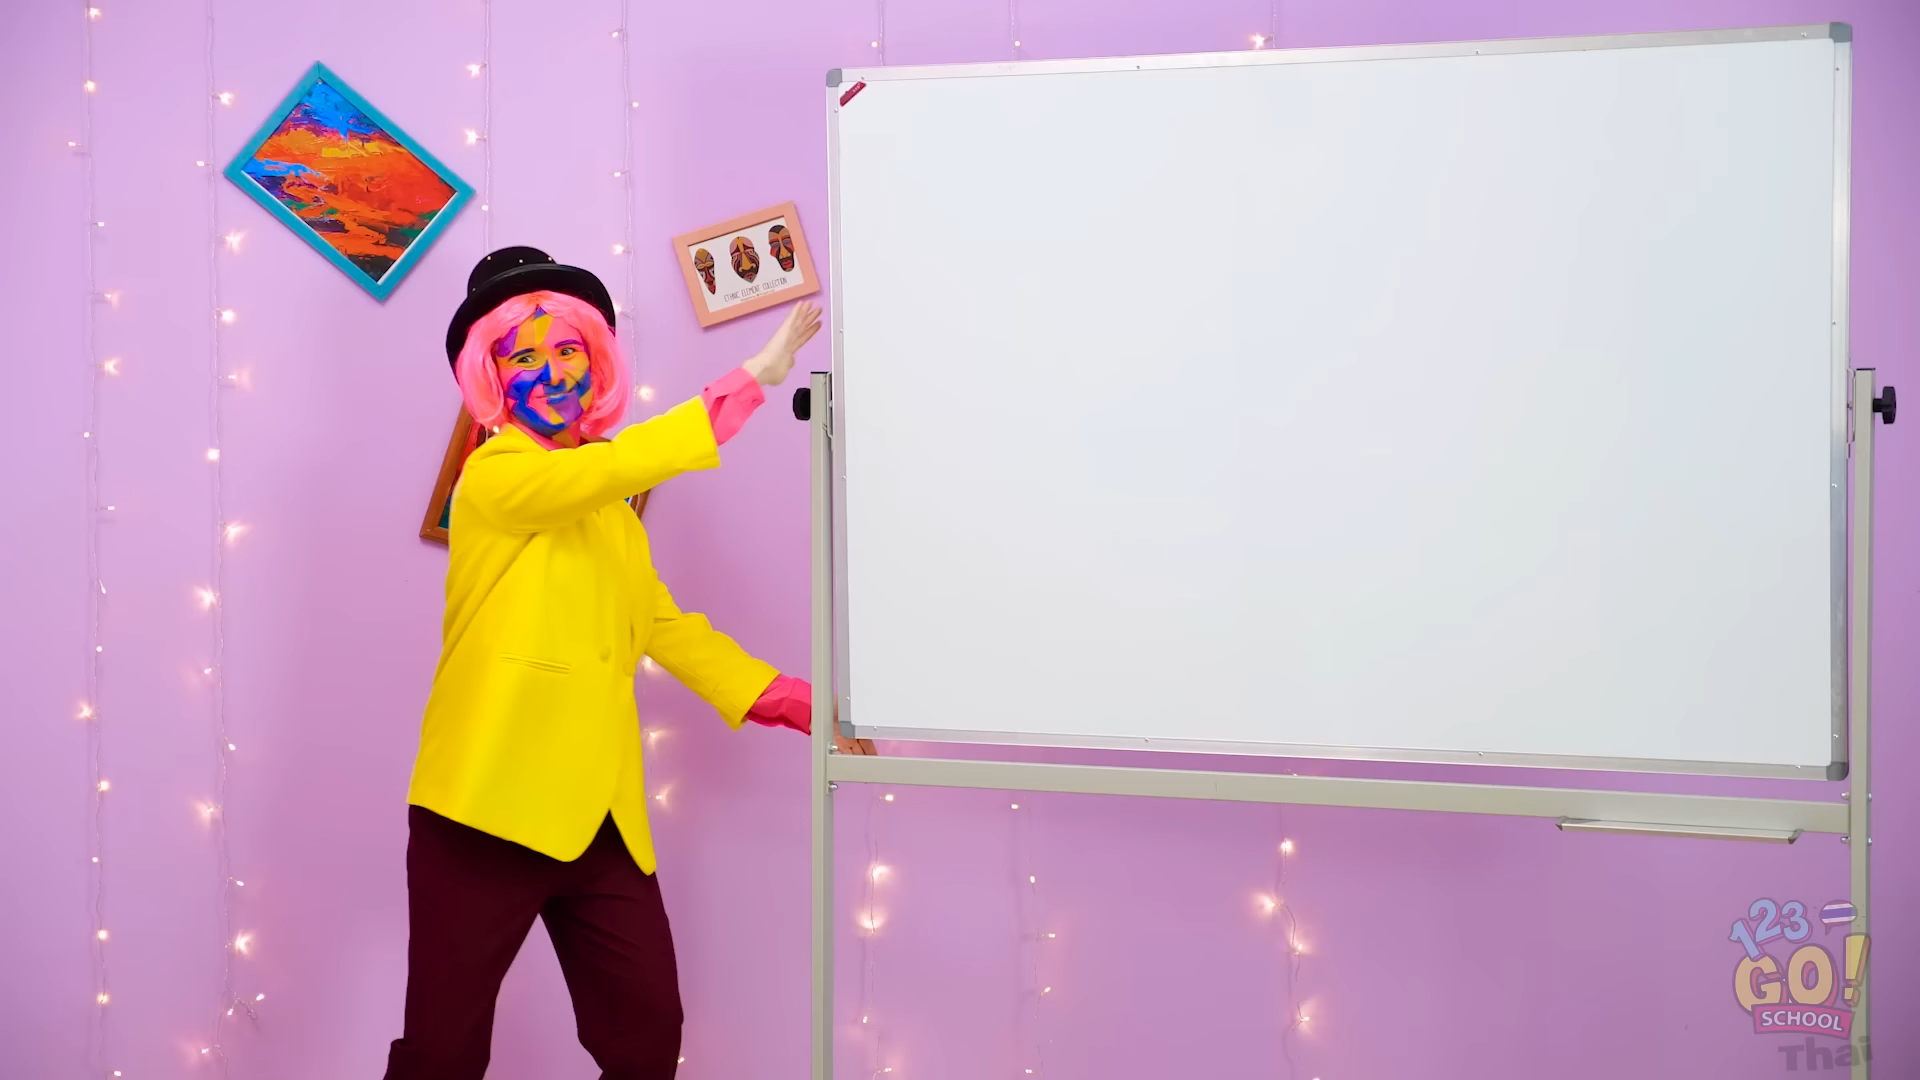 ETHNIC ELEMENT COLLECTION
123
GO!
SCHOOL
Thai